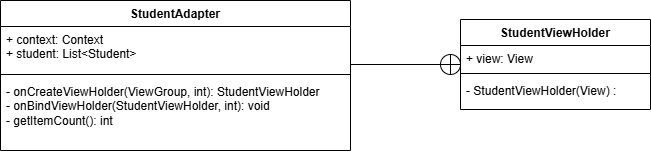 StudentAdapter
+ context: Context
+ student: List<Student>
- onCreateViewHolder(ViewGroup, int): StudentViewHolder
- onBindViewHolder(StudentViewHolder, int): void
- getItemCount(): int
StudentViewHolder
+ view: View
- StudentViewHolder(View) :